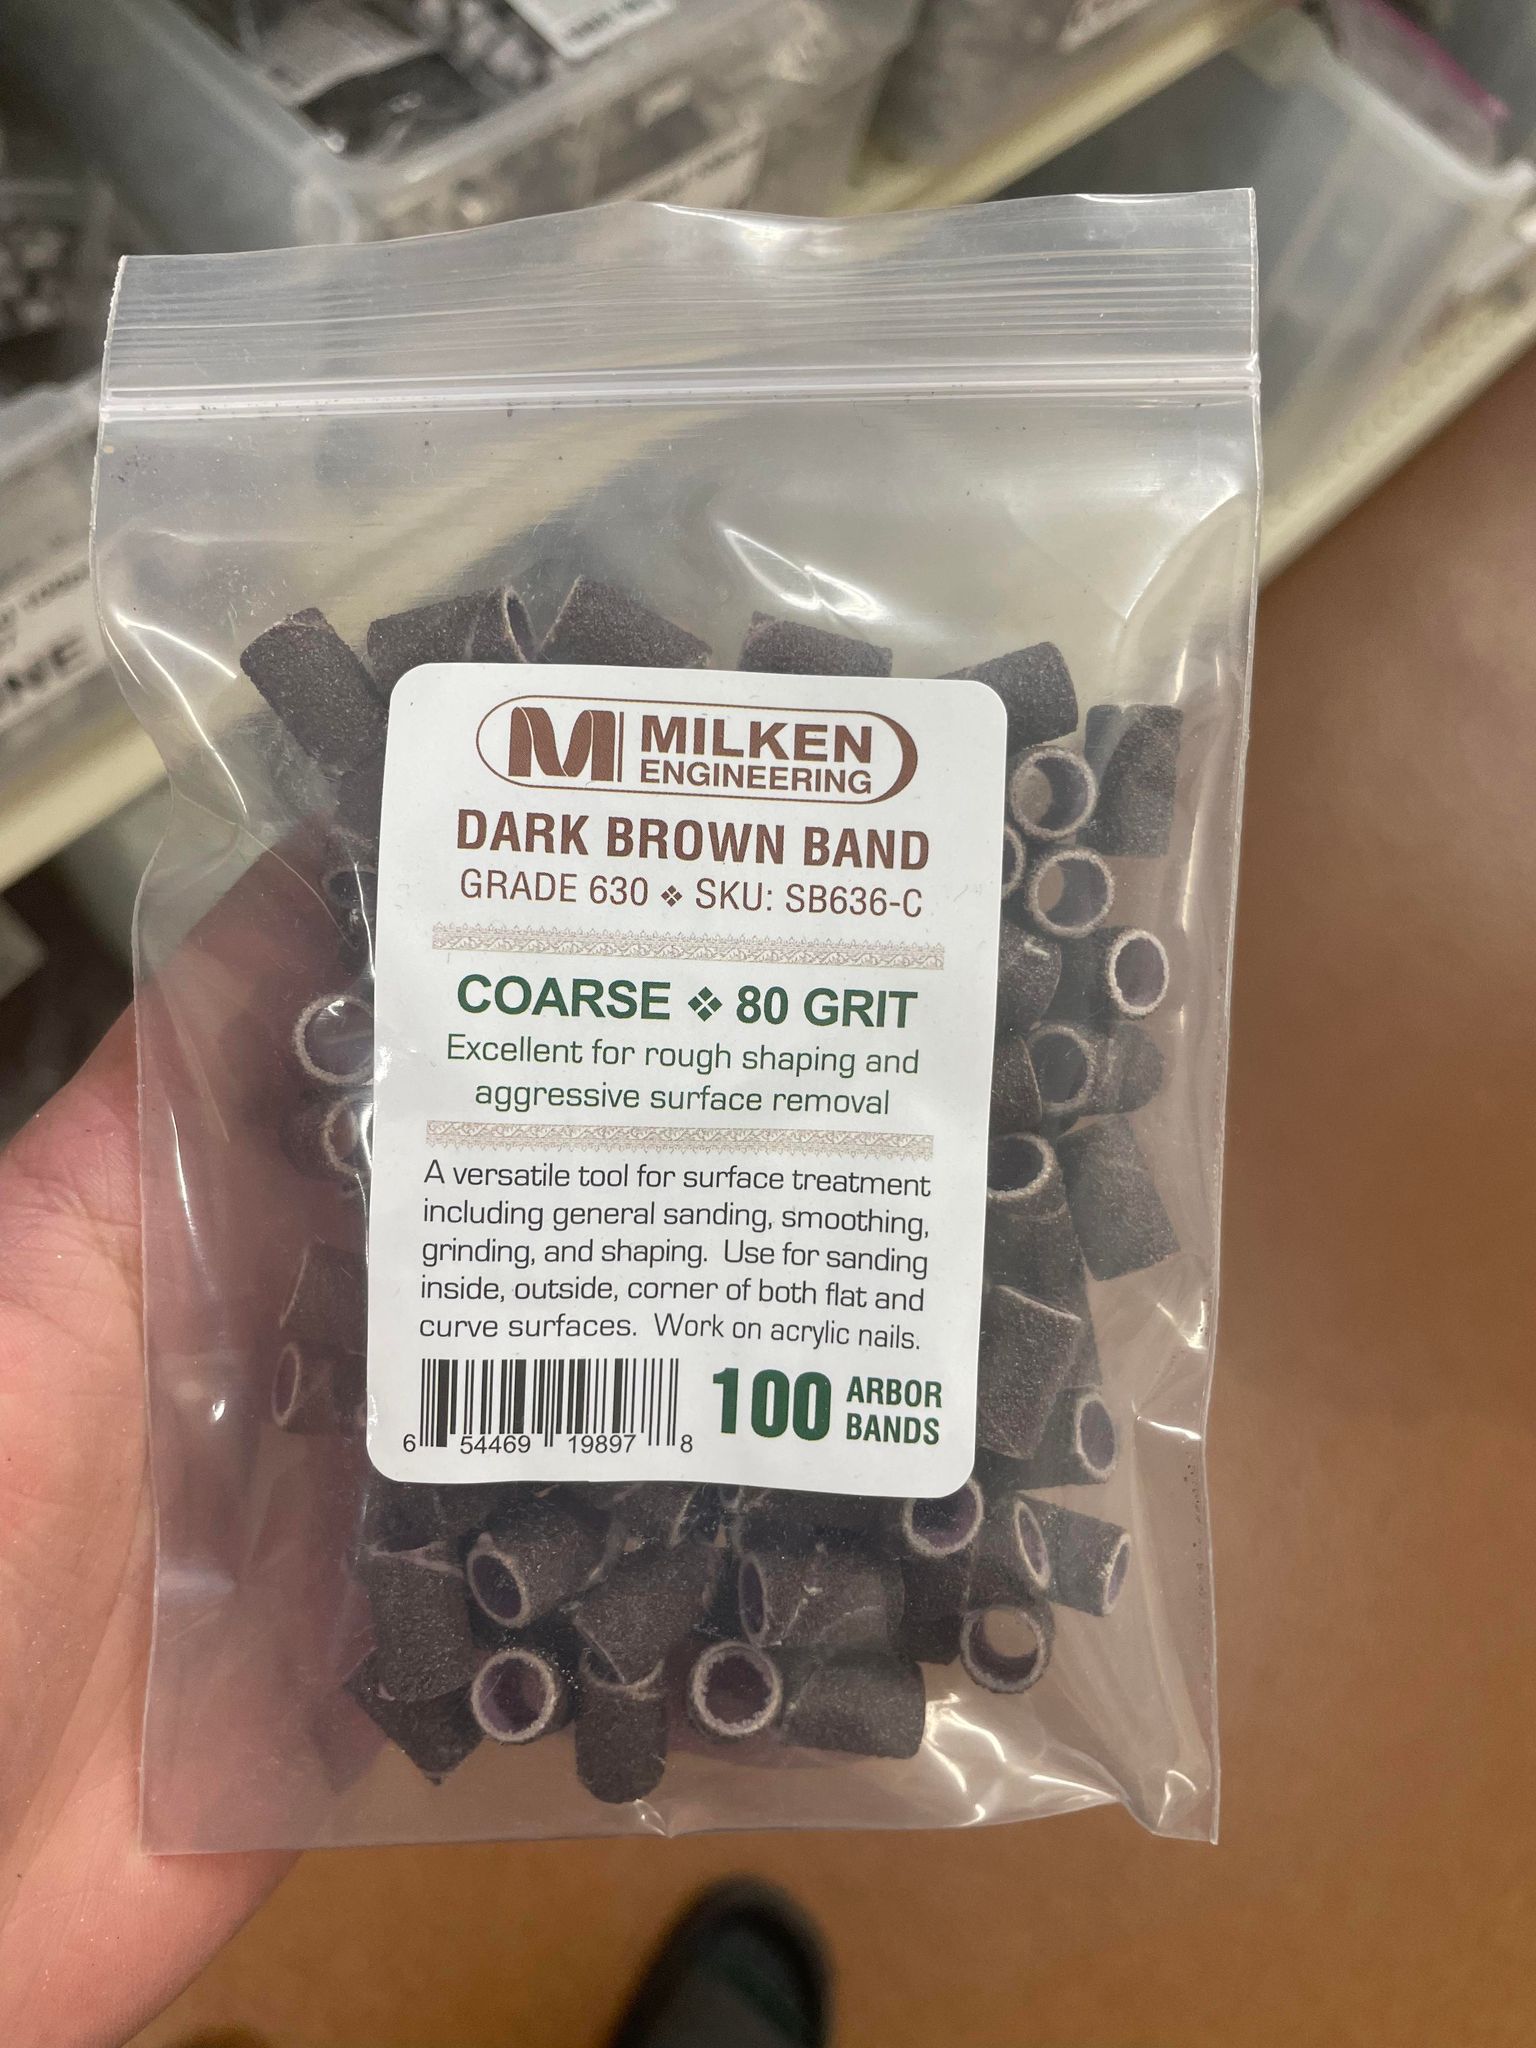 M MILKEN
ENGINEERING
DARK BROWN BAND
GRADE 630 ❖ SKU: SB636-C
COARSE ❖ 80 GRIT
Excellent for rough shaping and
aggressive surface removal
A versatile tool for surface treatment
including general sanding, smoothing,
grinding, and shaping. Use for sanding
inside, outside, corner of both flat and
curve surfaces. Work on acrylic nails.
6 54469 19897 8
100 ARBOR
BANDS